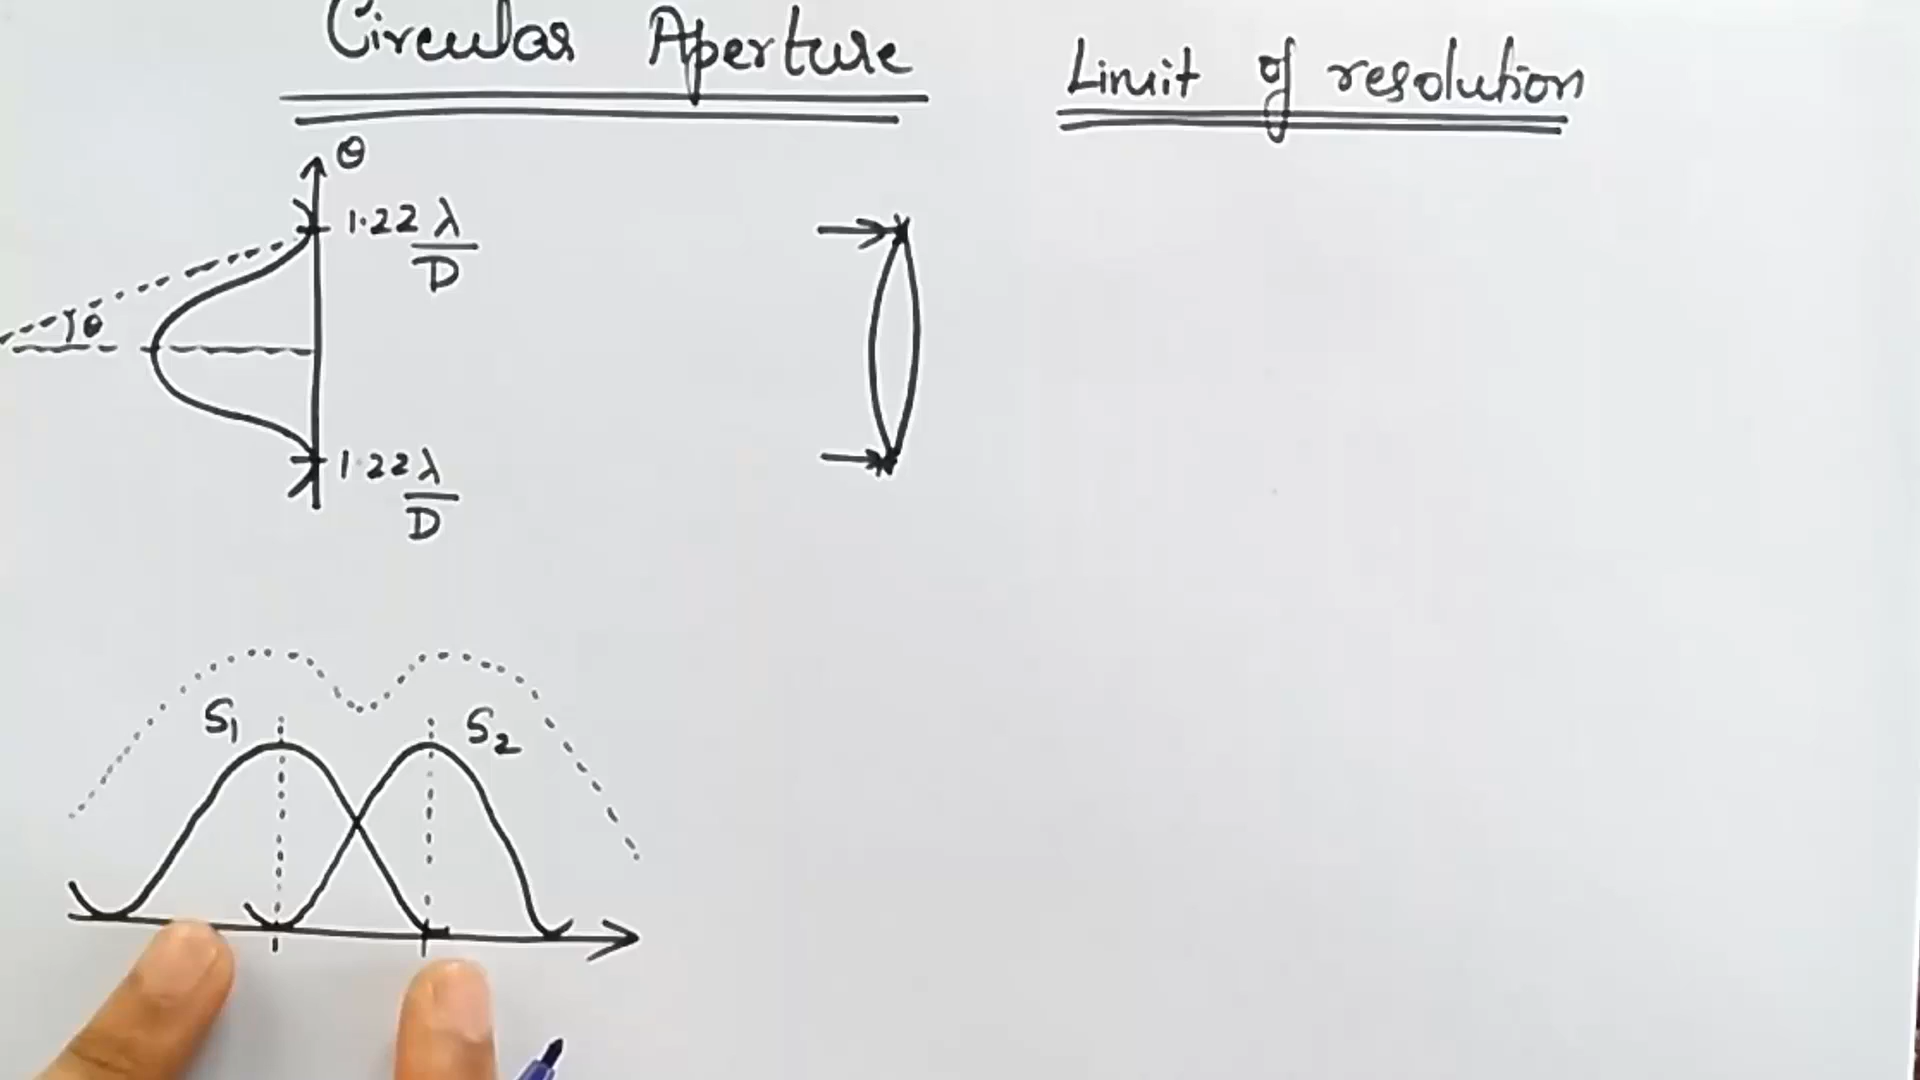 Circular Aperture
Limit of resolution
θ
1.22 λ
D
θ
1.22 λ
D
S1
S2